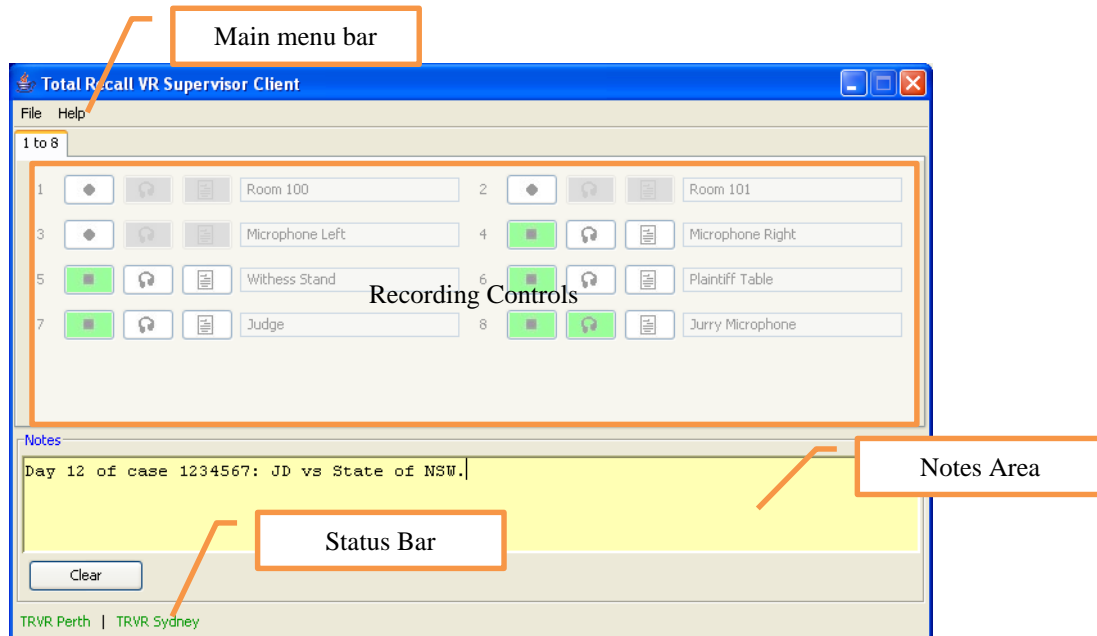 Main menu bar
Total Recall VR Supervisor Client
File Help
1 to 8
1 Room 100 2 Room 101
3 Microphone Left 4 Microphone Right
5 Withess Stand 6 Plaintiff Table
Recording Controls
7 Judge 8 Jurry Microphone
Notes
Day 12 of case 1234567: JD vs State of NSW.
Notes Area
Status Bar
Clear
TRVR Perth | TRVR Sydney